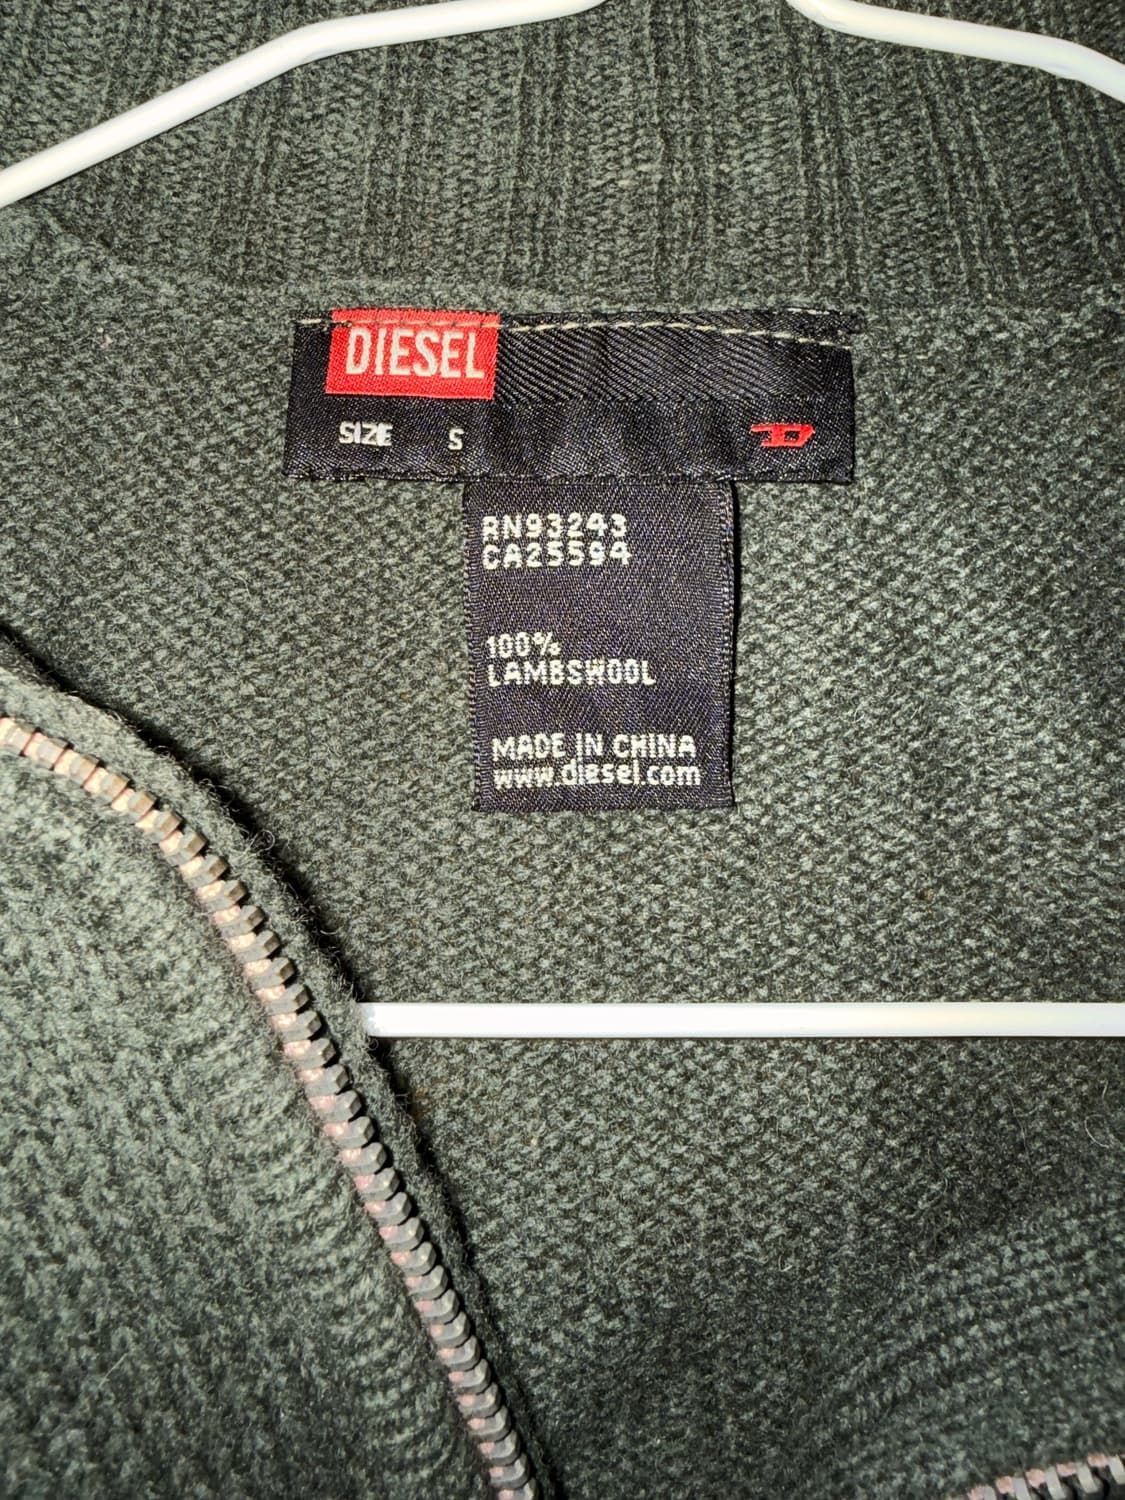 DIESEL
SIZE S
RN93243
CA25594
100%
LAMBSWOOL
MADE IN CHINA
www.diesel.com